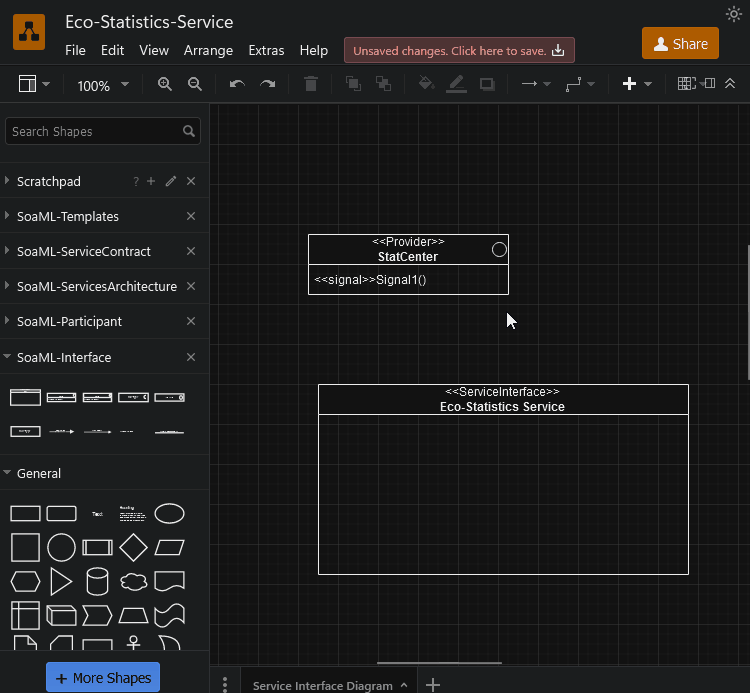 Eco-Statistics-Service
File Edit View Arrange Extras Help
Unsaved changes. Click here to save.
Share
100%
Search Shapes
Scratchpad
?
SoaML-Templates
SoaML-ServiceContract
SoaML-ServicesArchitecture
SoaML-Participant
SoaML-Interface
General
Text
Heading
More Shapes
<<Provider>>
StatCenter
<<signal>>Signal1()
<<ServiceInterface>>
Eco-Statistics Service
Service Interface Diagram